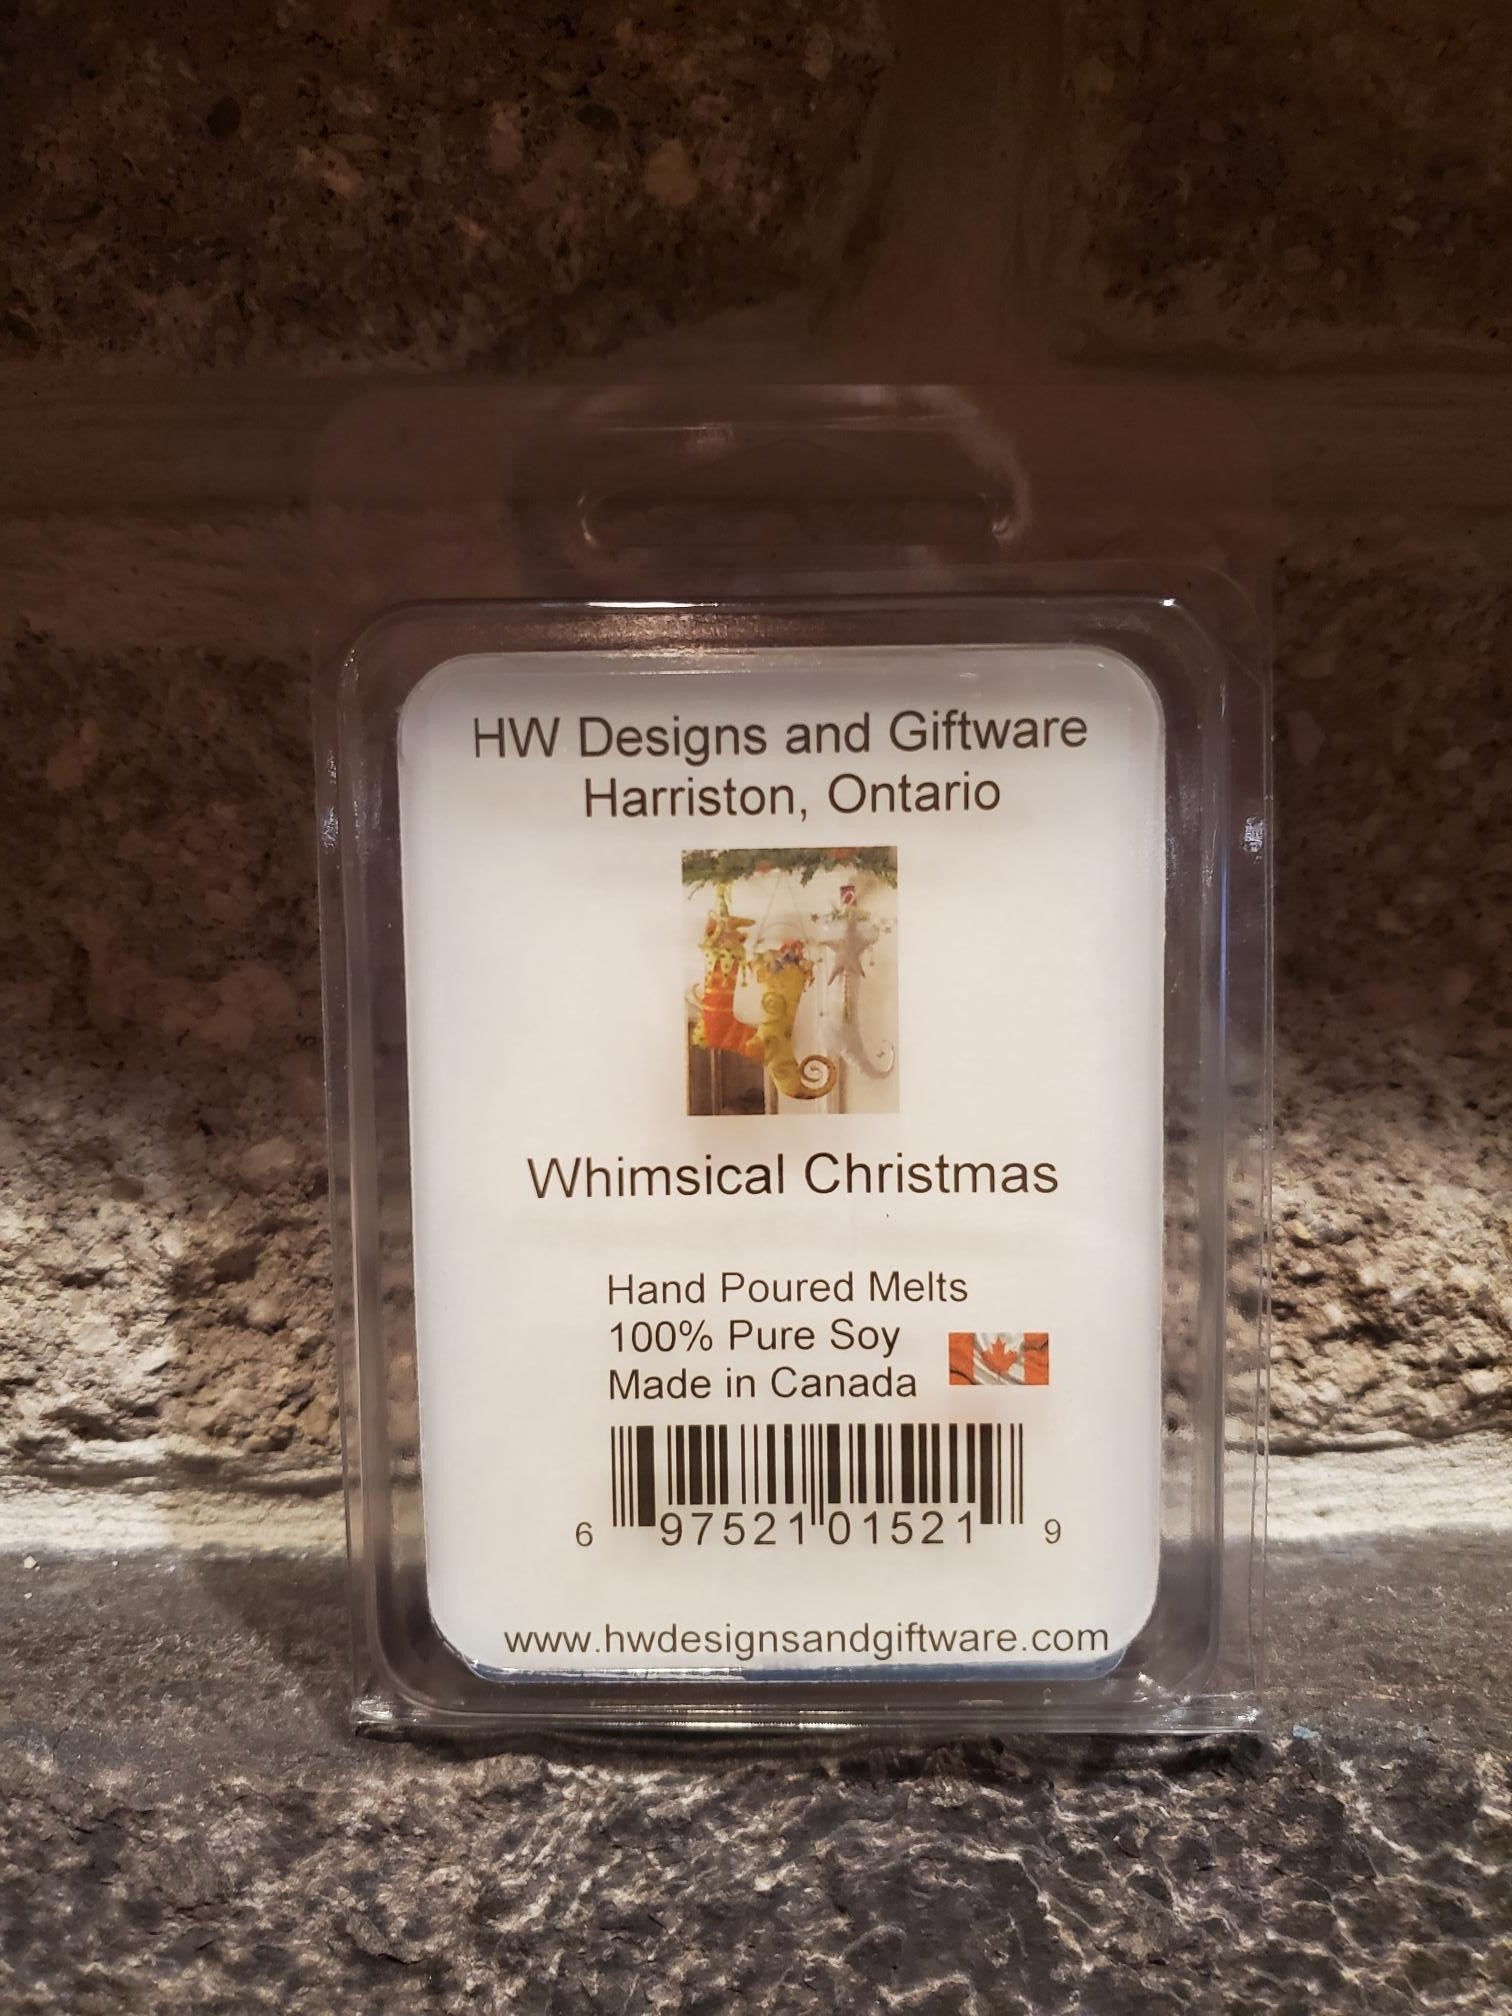 HW Designs and Giftware
Harriston, Ontario
Whimsical Christmas
Hand Poured Melts
100% Pure Soy
Made in Canada
6 97521 01521 9
www.hwdesignsandgiftware.com